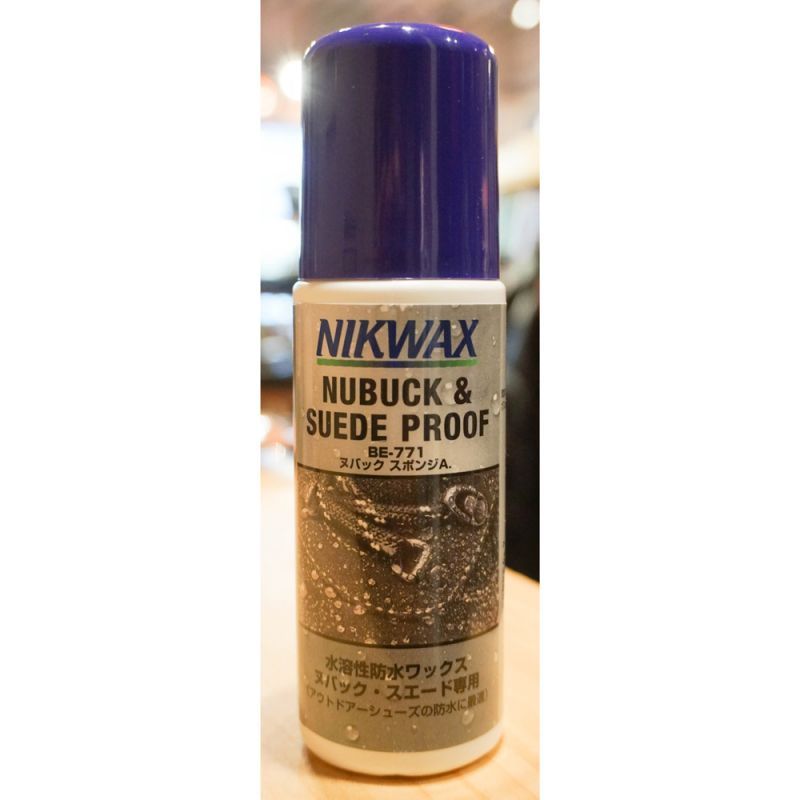 NIKWAX
NUBUCK &
SUEDE PROOF
BE-771
ヌバック スポンジA.
水溶性防水ワックス
ヌバック・スエード専用
(アウトドアーシューズの防水に最適)